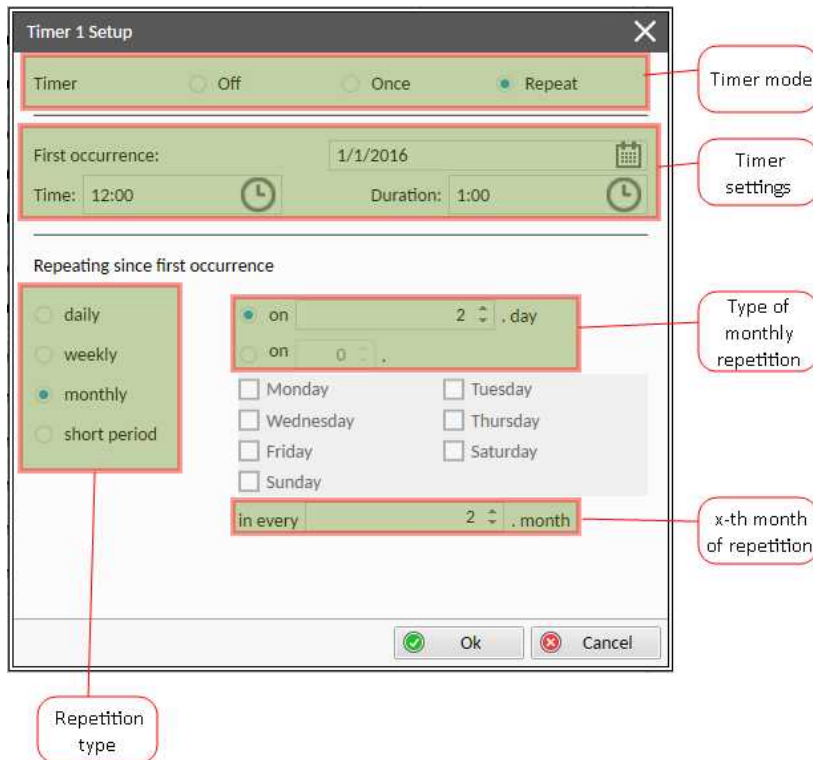 Timer 1 Setup
Timer Off Once Repeat
Timer mode
First occurrence: 1/1/2016
Time: 12:00 Duration: 1:00
Timer
settings
Repeating since first occurrence
daily
weekly
monthly
short period
on 2 . day
on 0 .
Type of
monthly
repetition
Monday Tuesday
Wednesday Thursday
Friday Saturday
Sunday
in every 2 . month
x-th month
of repetition
Ok Cancel
Repetition
type